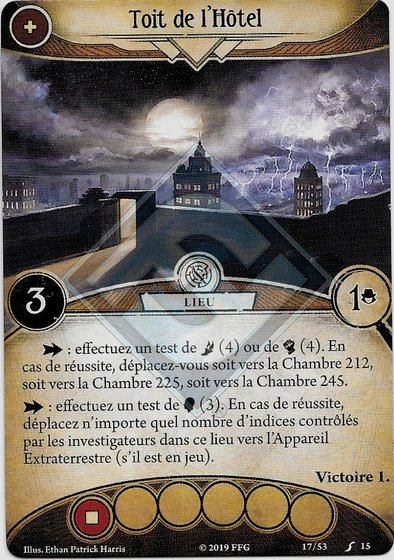 Toit de l'Hôtel
3
LIEU
1
: effectuez un test de (4) ou de (4). En
cas de réussite, déplacez-vous soit vers la Chambre 212,
soit vers la Chambre 225, soit vers la Chambre 245.
: effectuez un test de (3). En cas de réussite,
déplacez n'importe quel nombre d'indices contrôlés
par les investigateurs dans ce lieu vers l'Appareil
Extraterrestre (s'il est en jeu).
Victoire 1.
Illus. Ethan Patrick Harris © 2019 FFG 17/53 15